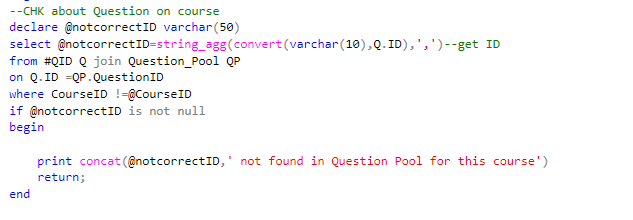 --CHK about Question on course
declare @notcorrectID varchar(50)
select @notcorrectID=string_agg(convert(varchar(10),Q.ID),',')--get ID
from #QID Q join Question_Pool QP
on Q.ID =QP.QuestionID
where CourseID !=@CourseID
if @notcorrectID is not null
begin
print concat(@notcorrectID,' not found in Question Pool for this course')
return;
end